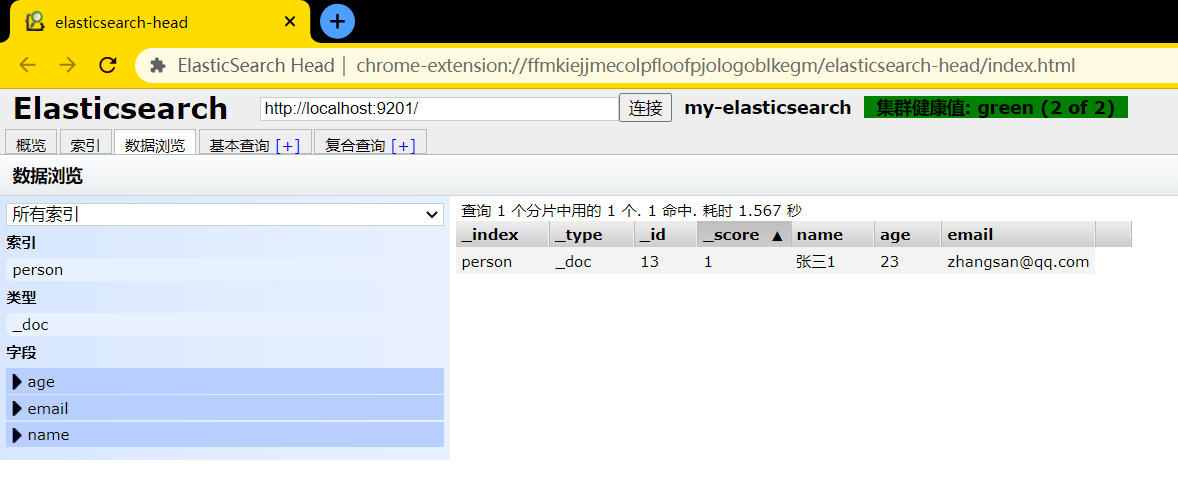 elasticsearch-head
ElasticSearch Head | chrome-extension://ffmkiejjmecolpfloofpjologoblkegm/elasticsearch-head/index.html
Elasticsearch http://localhost:9201/ 连接 my-elasticsearch 集群健康值: green (2 of 2)
概览 索引 数据浏览 基本查询 [+] 复合查询 [+]
数据浏览
所有索引
索引
person
类型
_doc
字段
age
email
name
查询 1 个分片中用的 1 个. 1 命中. 耗时 1.567 秒
_index _type _id _score ▲ name age email
person _doc 13 1 张三1 23 zhangsan@qq.com